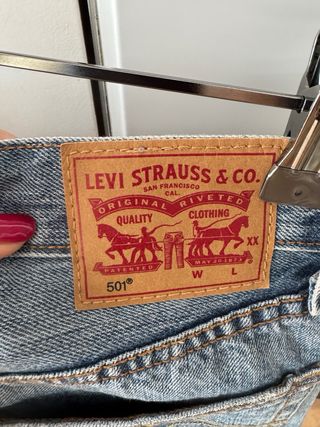 LEVI STRAUSS & CO.
SAN FRANCISCO
CAL.
ORIGINAL RIVETED
QUALITY CLOTHING
XX
PATENTED MAY 20 1873
501® W L